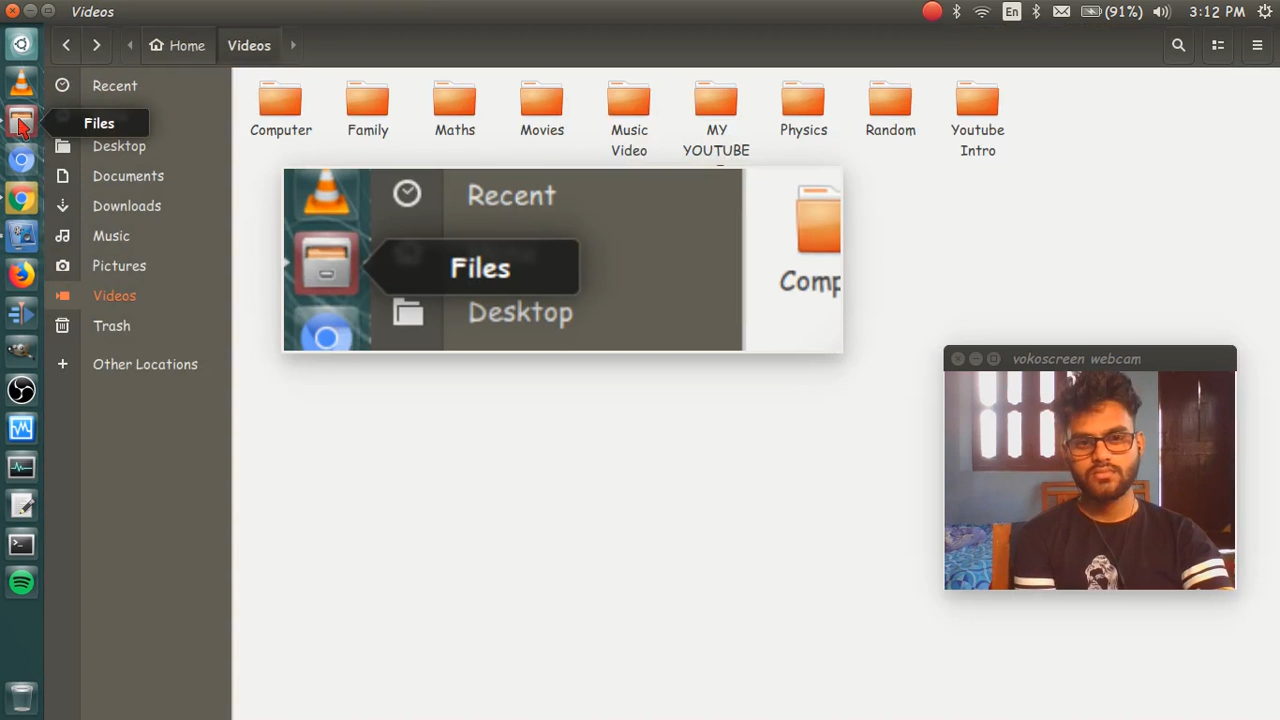 Videos
En
(91%)
3:12 PM
Home
Videos
Recent
Files
Desktop
Documents
Downloads
Music
Pictures
Videos
Trash
Other Locations
Computer
Family
Maths
Movies
Music
Video
MY
YOUTUBE
Physics
Random
Youtube
Intro
Recent
Files
Desktop
Comp
vokoscreen webcam